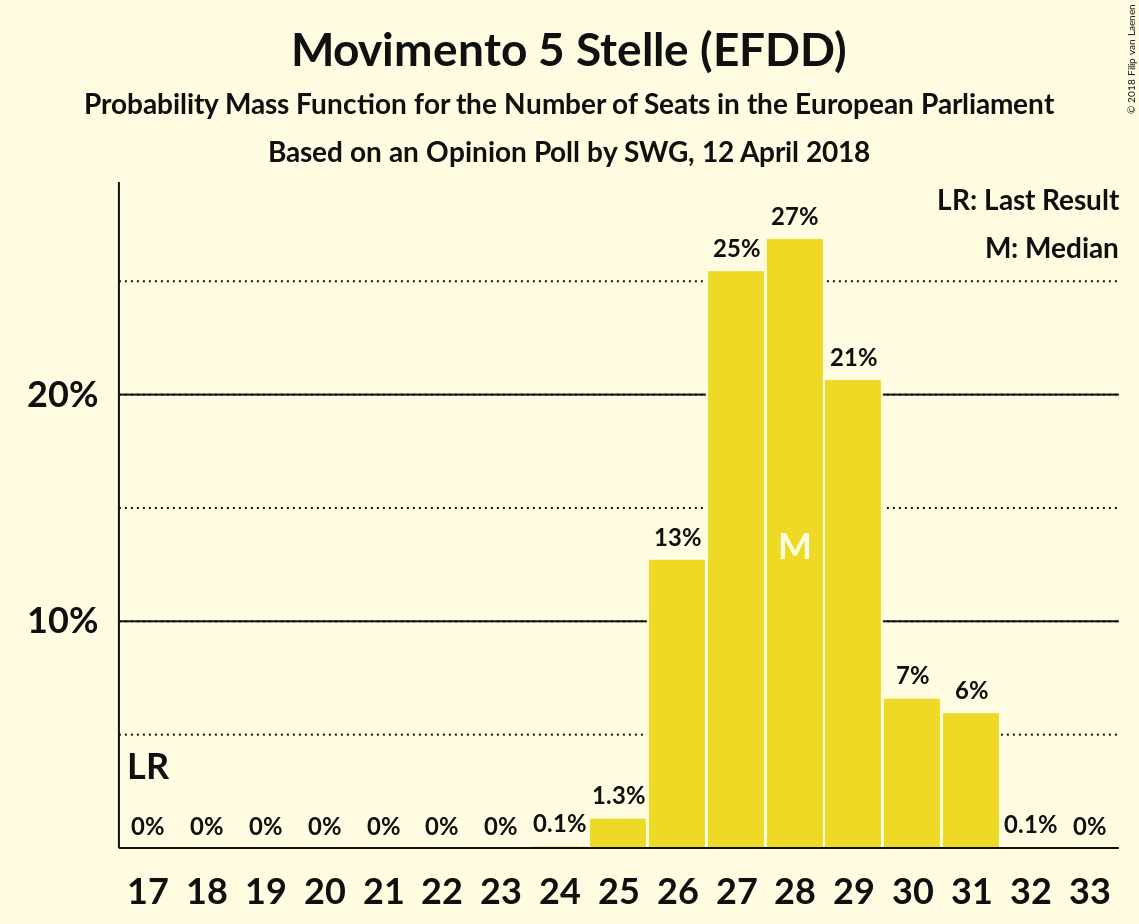 Movimento 5 Stelle (EFDD)
Probability Mass Function for the Number of Seats in the European Parliament
Based on an Opinion Poll by SWG, 12 April 2018
© 2018 Filip van Laenen
LR: Last Result
M: Median
27%
25%
21%
20%
13%
M
10%
7%
6%
LR
1.3%
0% 0% 0% 0% 0% 0% 0% 0.1% 0.1% 0%
17 18 19 20 21 22 23 24 25 26 27 28 29 30 31 32 33